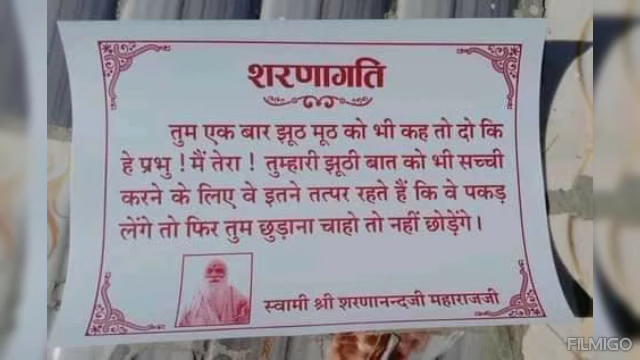 शरणागति
तुम एक बार झूठ मूठ को भी कह तो दो कि
हे प्रभु ! मैं तेरा ! तुम्हारी झूठी बात को भी सच्ची
करने के लिए वे इतने तत्पर रहते हैं कि वे पकड़
लेंगे तो फिर तुम छुड़ाना चाहो तो नहीं छोड़ेंगे ।
स्वामी श्री शरणानन्दजी महाराजजी
FILMIGO